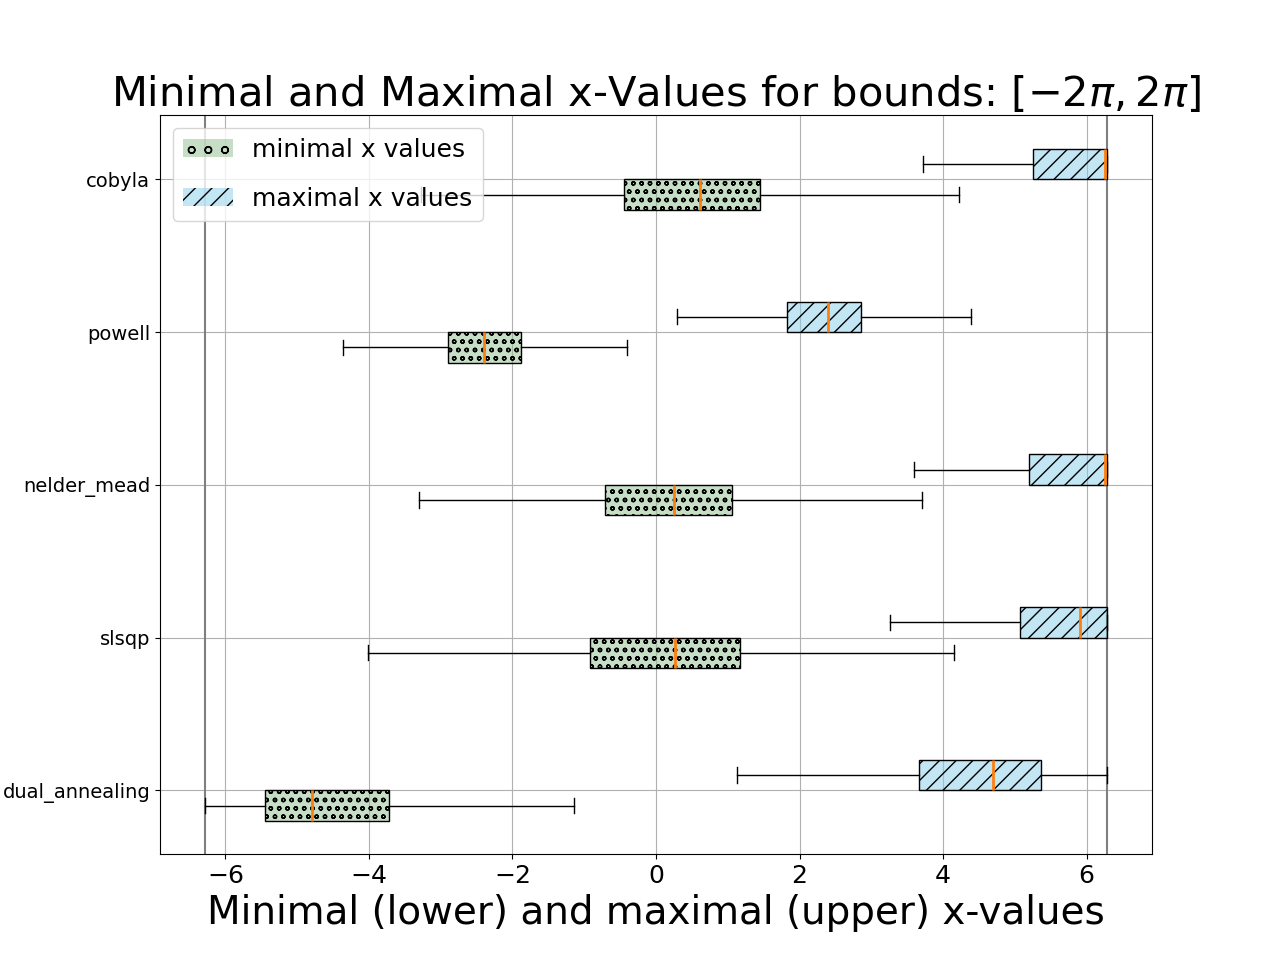 Minimal and Maximal x-Values for bounds: [−2π, 2π]
minimal x values
maximal x values
cobyla
powell
nelder_mead
slsqp
dual_annealing
−6 −4 −2 0 2 4 6
Minimal (lower) and maximal (upper) x-values